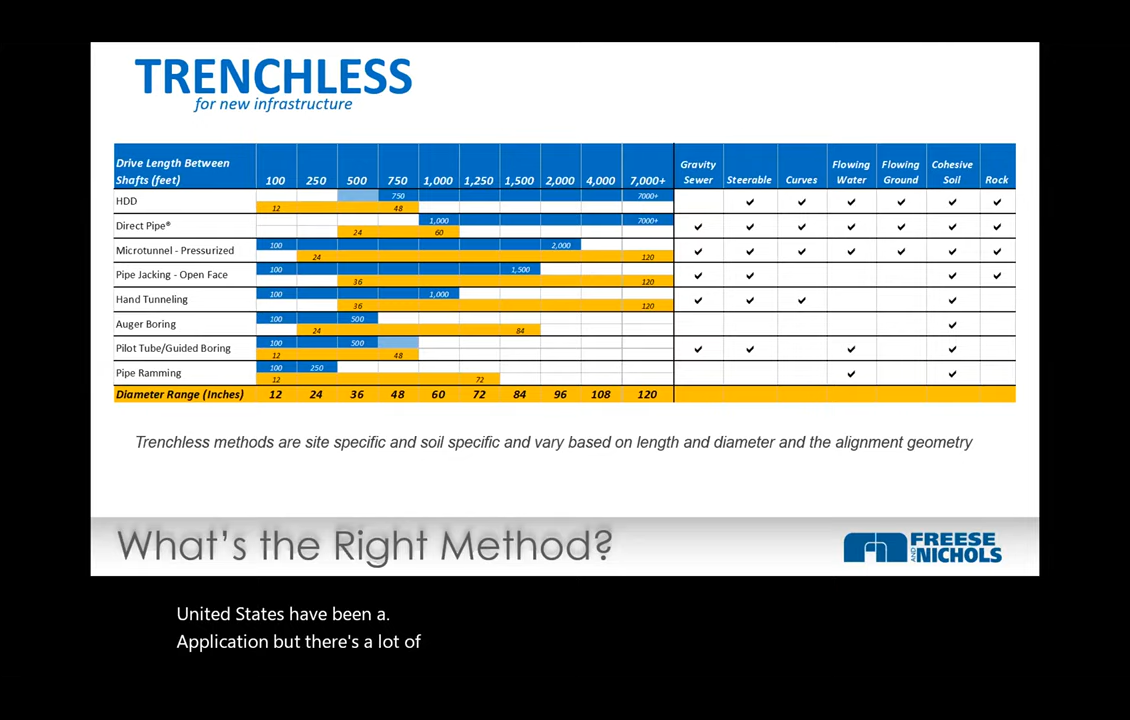 TRENCHLESS
for new infrastructure
Drive Length Between Shafts (feet) 100 250 500 750 1,000 1,250 1,500 2,000 4,000 7,000+ Gravity Sewer Steerable Curves Flowing Water Flowing Ground Cohesive Soil Rock
HDD 750 7000+ ✔ ✔ ✔ ✔ ✔ ✔
12 48
Direct Pipe® 1,000 7000+ ✔ ✔ ✔ ✔ ✔ ✔ ✔
24 60
Microtunnel - Pressurized 100 2,000 ✔ ✔ ✔ ✔ ✔ ✔ ✔
24 120
Pipe Jacking - Open Face 100 1,500 ✔ ✔ ✔ ✔
36 120
Hand Tunneling 100 1,000 ✔ ✔ ✔ ✔
36 120
Auger Boring 100 500 ✔
24 84
Pilot Tube/Guided Boring 100 500 ✔ ✔ ✔ ✔
12 48
Pipe Ramming 100 250 ✔ ✔
12 72
Diameter Range (Inches) 12 24 36 48 60 72 84 96 108 120
Trenchless methods are site specific and soil specific and vary based on length and diameter and the alignment geometry
What's the Right Method?
FREESE AND NICHOLS
United States have been a.
Application but there's a lot of